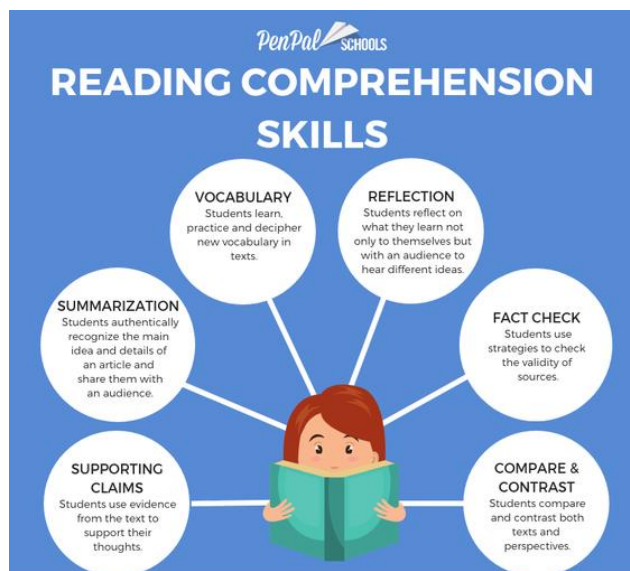 PenPal SCHOOLS
READING COMPREHENSION
SKILLS
VOCABULARY
Students learn,
practice and decipher
new vocabulary in
texts.
REFLECTION
Students reflect on
what they learn not
only to themselves but
with an audience to
hear different ideas.
SUMMARIZATION
Students authentically
recognize the main
idea and details of
an article and
share them with
an audience.
FACT CHECK
Students use
strategies to check
the validity of
sources.
SUPPORTING
CLAIMS
Students use evidence
from the text to
support their
thoughts.
COMPARE &
CONTRAST
Students compare
and contrast both
texts and
perspectives.